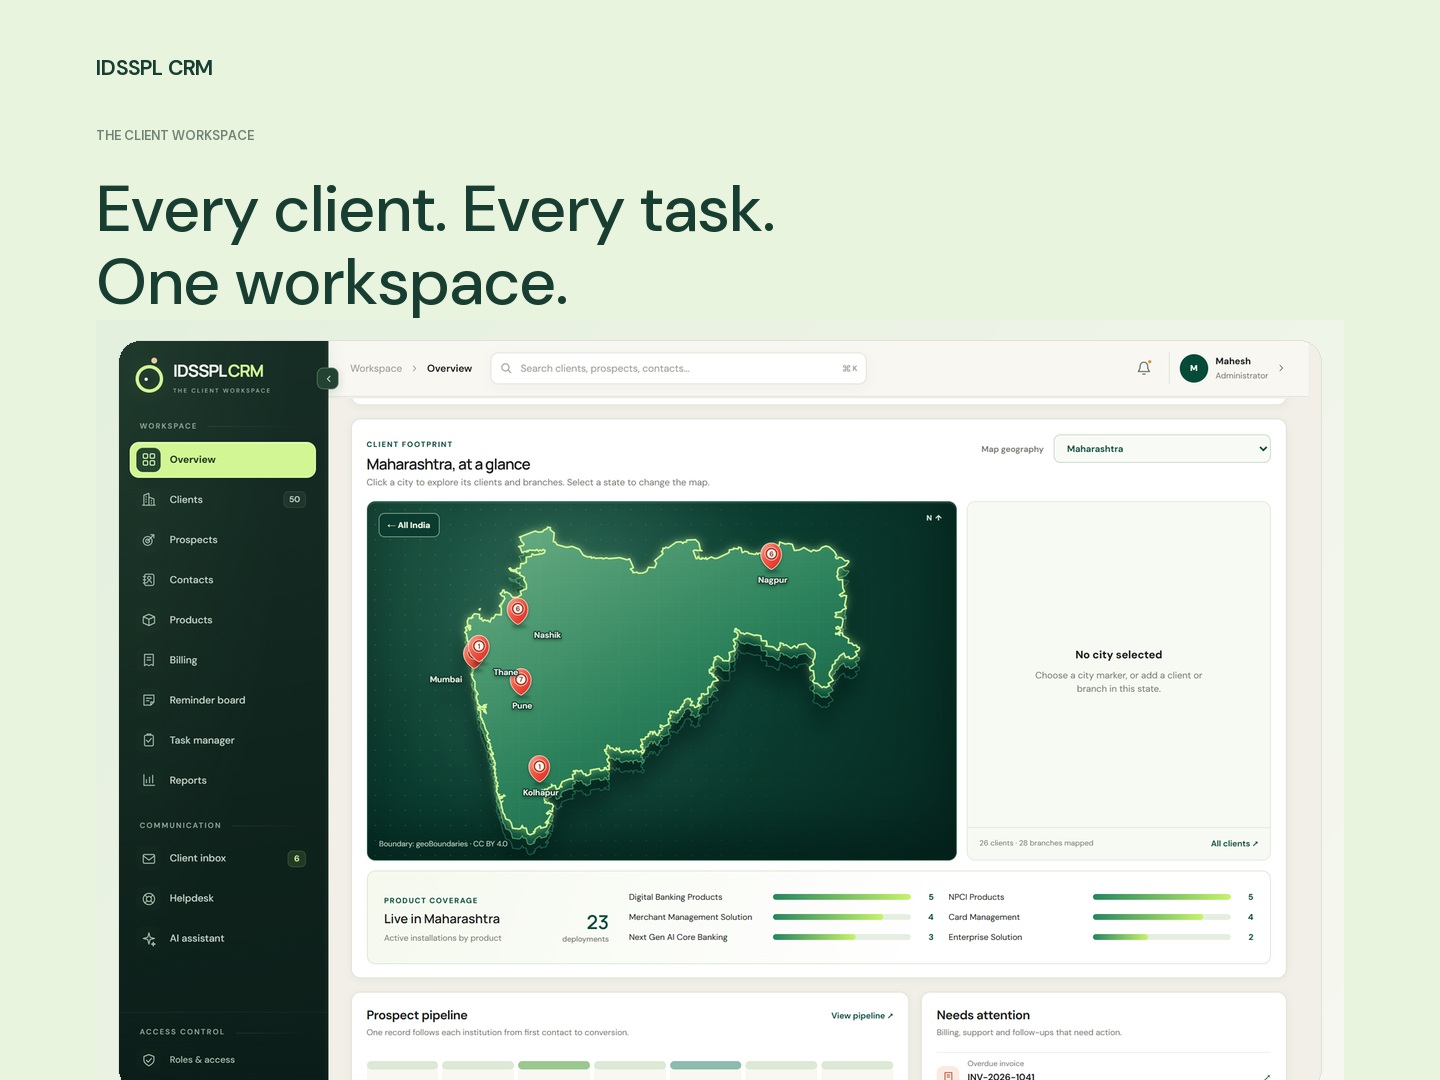 IDSSPL CRM
THE CLIENT WORKSPACE
Every client. Every task.
One workspace.
IDSSPLCRM
THE CLIENT WORKSPACE
WORKSPACE
Overview
Clients 50
Prospects
Contacts
Products
Billing
Reminder board
Task manager
Reports
COMMUNICATION
Client inbox 6
Helpdesk
AI assistant
ACCESS CONTROL
Roles & access
Workspace > Overview
Search clients, prospects, contacts... ⌘ K
M
Mahesh
Administrator
CLIENT FOOTPRINT
Maharashtra, at a glance
Click a city to explore its clients and branches. Select a state to change the map.
Map geography Maharashtra
← All India
N ↑
6
Nagpur
6
Nashik
1
Mumbai
Thane
7
Pune
1
Kolhapur
Boundary: geoBoundaries · CC BY 4.0
No city selected
Choose a city marker, or add a client or
branch in this state.
26 clients · 28 branches mapped
All clients ↗
PRODUCT COVERAGE
Live in Maharashtra
Active installations by product
23
deployments
Digital Banking Products 5
Merchant Management Solution 4
Next Gen AI Core Banking 3
NPCI Products 5
Card Management 4
Enterprise Solution 2
Prospect pipeline
One record follows each institution from first contact to conversion.
View pipeline ↗
Needs attention
Billing, support and follow-ups that need action.
Overdue invoice
INV-2026-1041